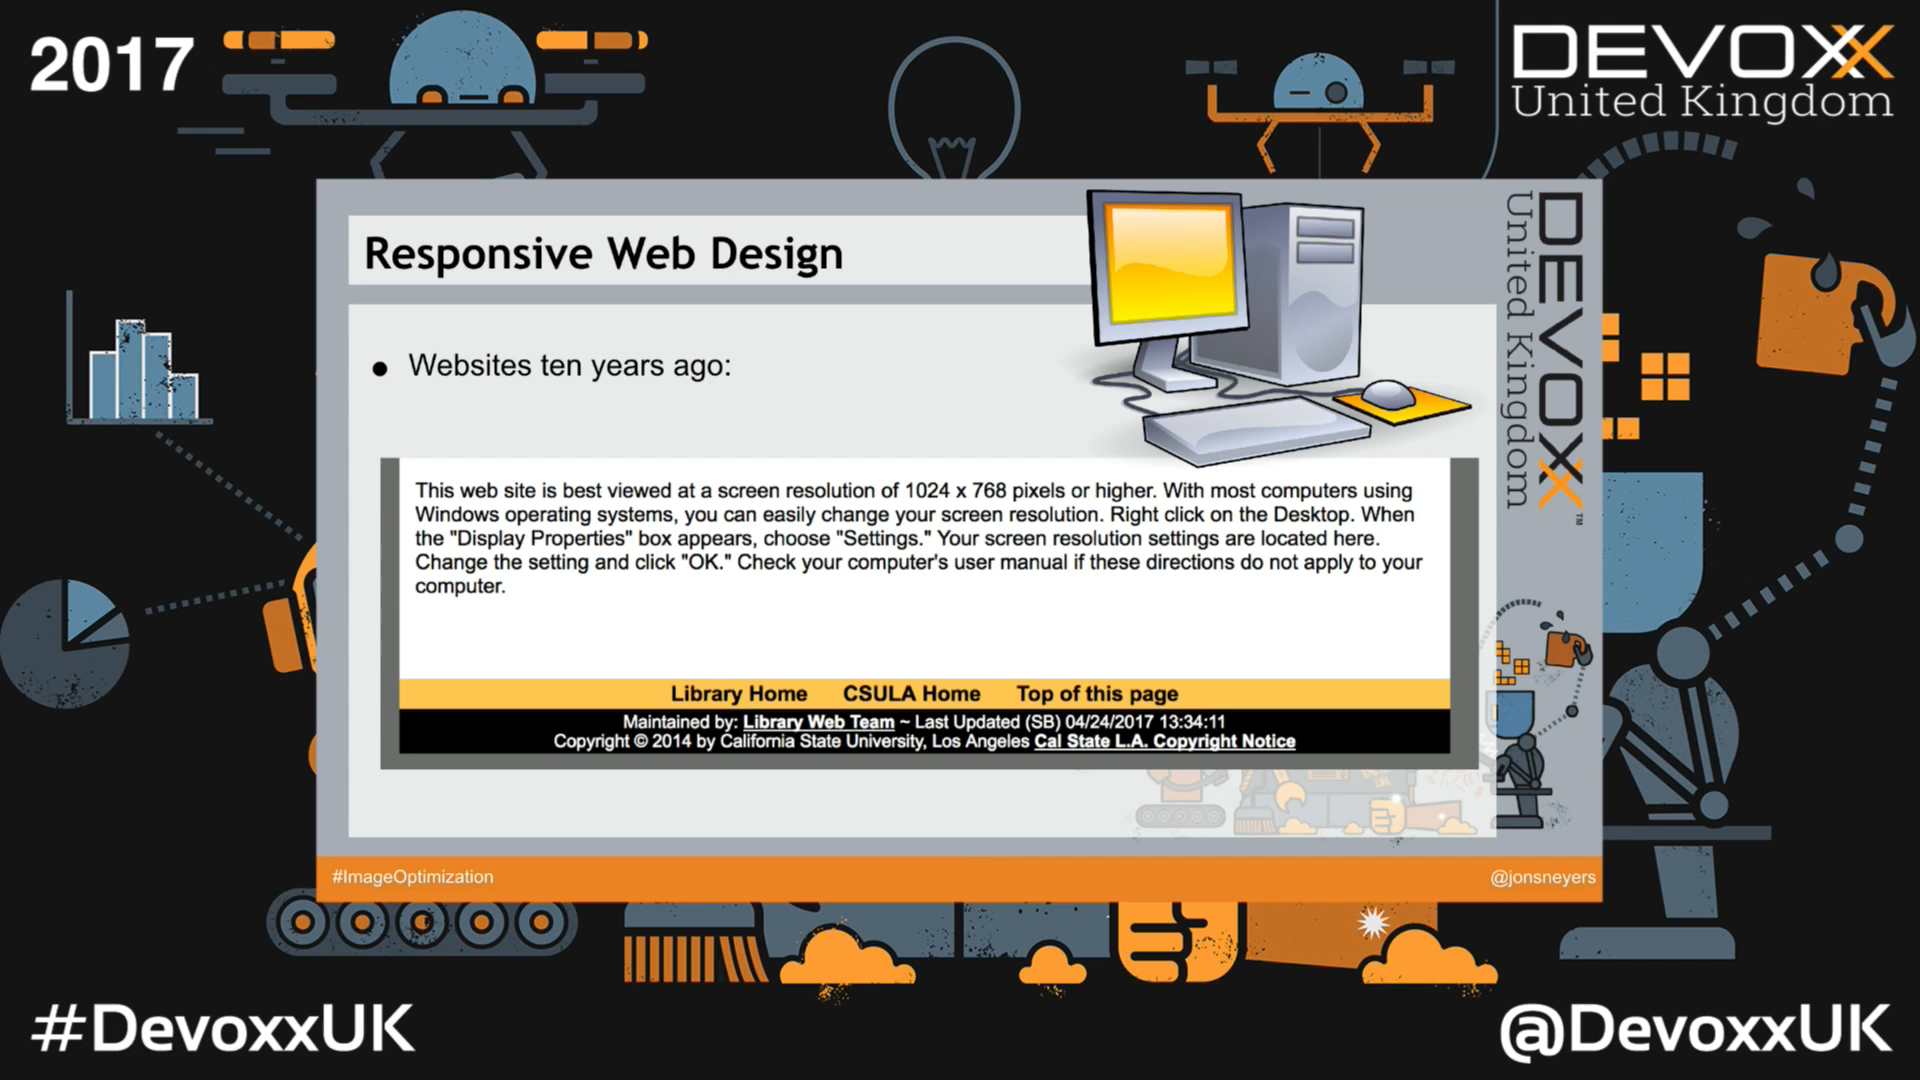 2017
DEVOXX
United Kingdom
Responsive Web Design
DEVOXX™
United Kingdom
● Websites ten years ago:
This web site is best viewed at a screen resolution of 1024 x 768 pixels or higher. With most computers using
Windows operating systems, you can easily change your screen resolution. Right click on the Desktop. When
the "Display Properties" box appears, choose "Settings." Your screen resolution settings are located here.
Change the setting and click "OK." Check your computer's user manual if these directions do not apply to your
computer.
Library Home CSULA Home Top of this page
Maintained by: Library Web Team ~ Last Updated (SB) 04/24/2017 13:34:11
Copyright © 2014 by California State University, Los Angeles Cal State L.A. Copyright Notice
#ImageOptimization
@jonsneyers
#DevoxxUK
@DevoxxUK